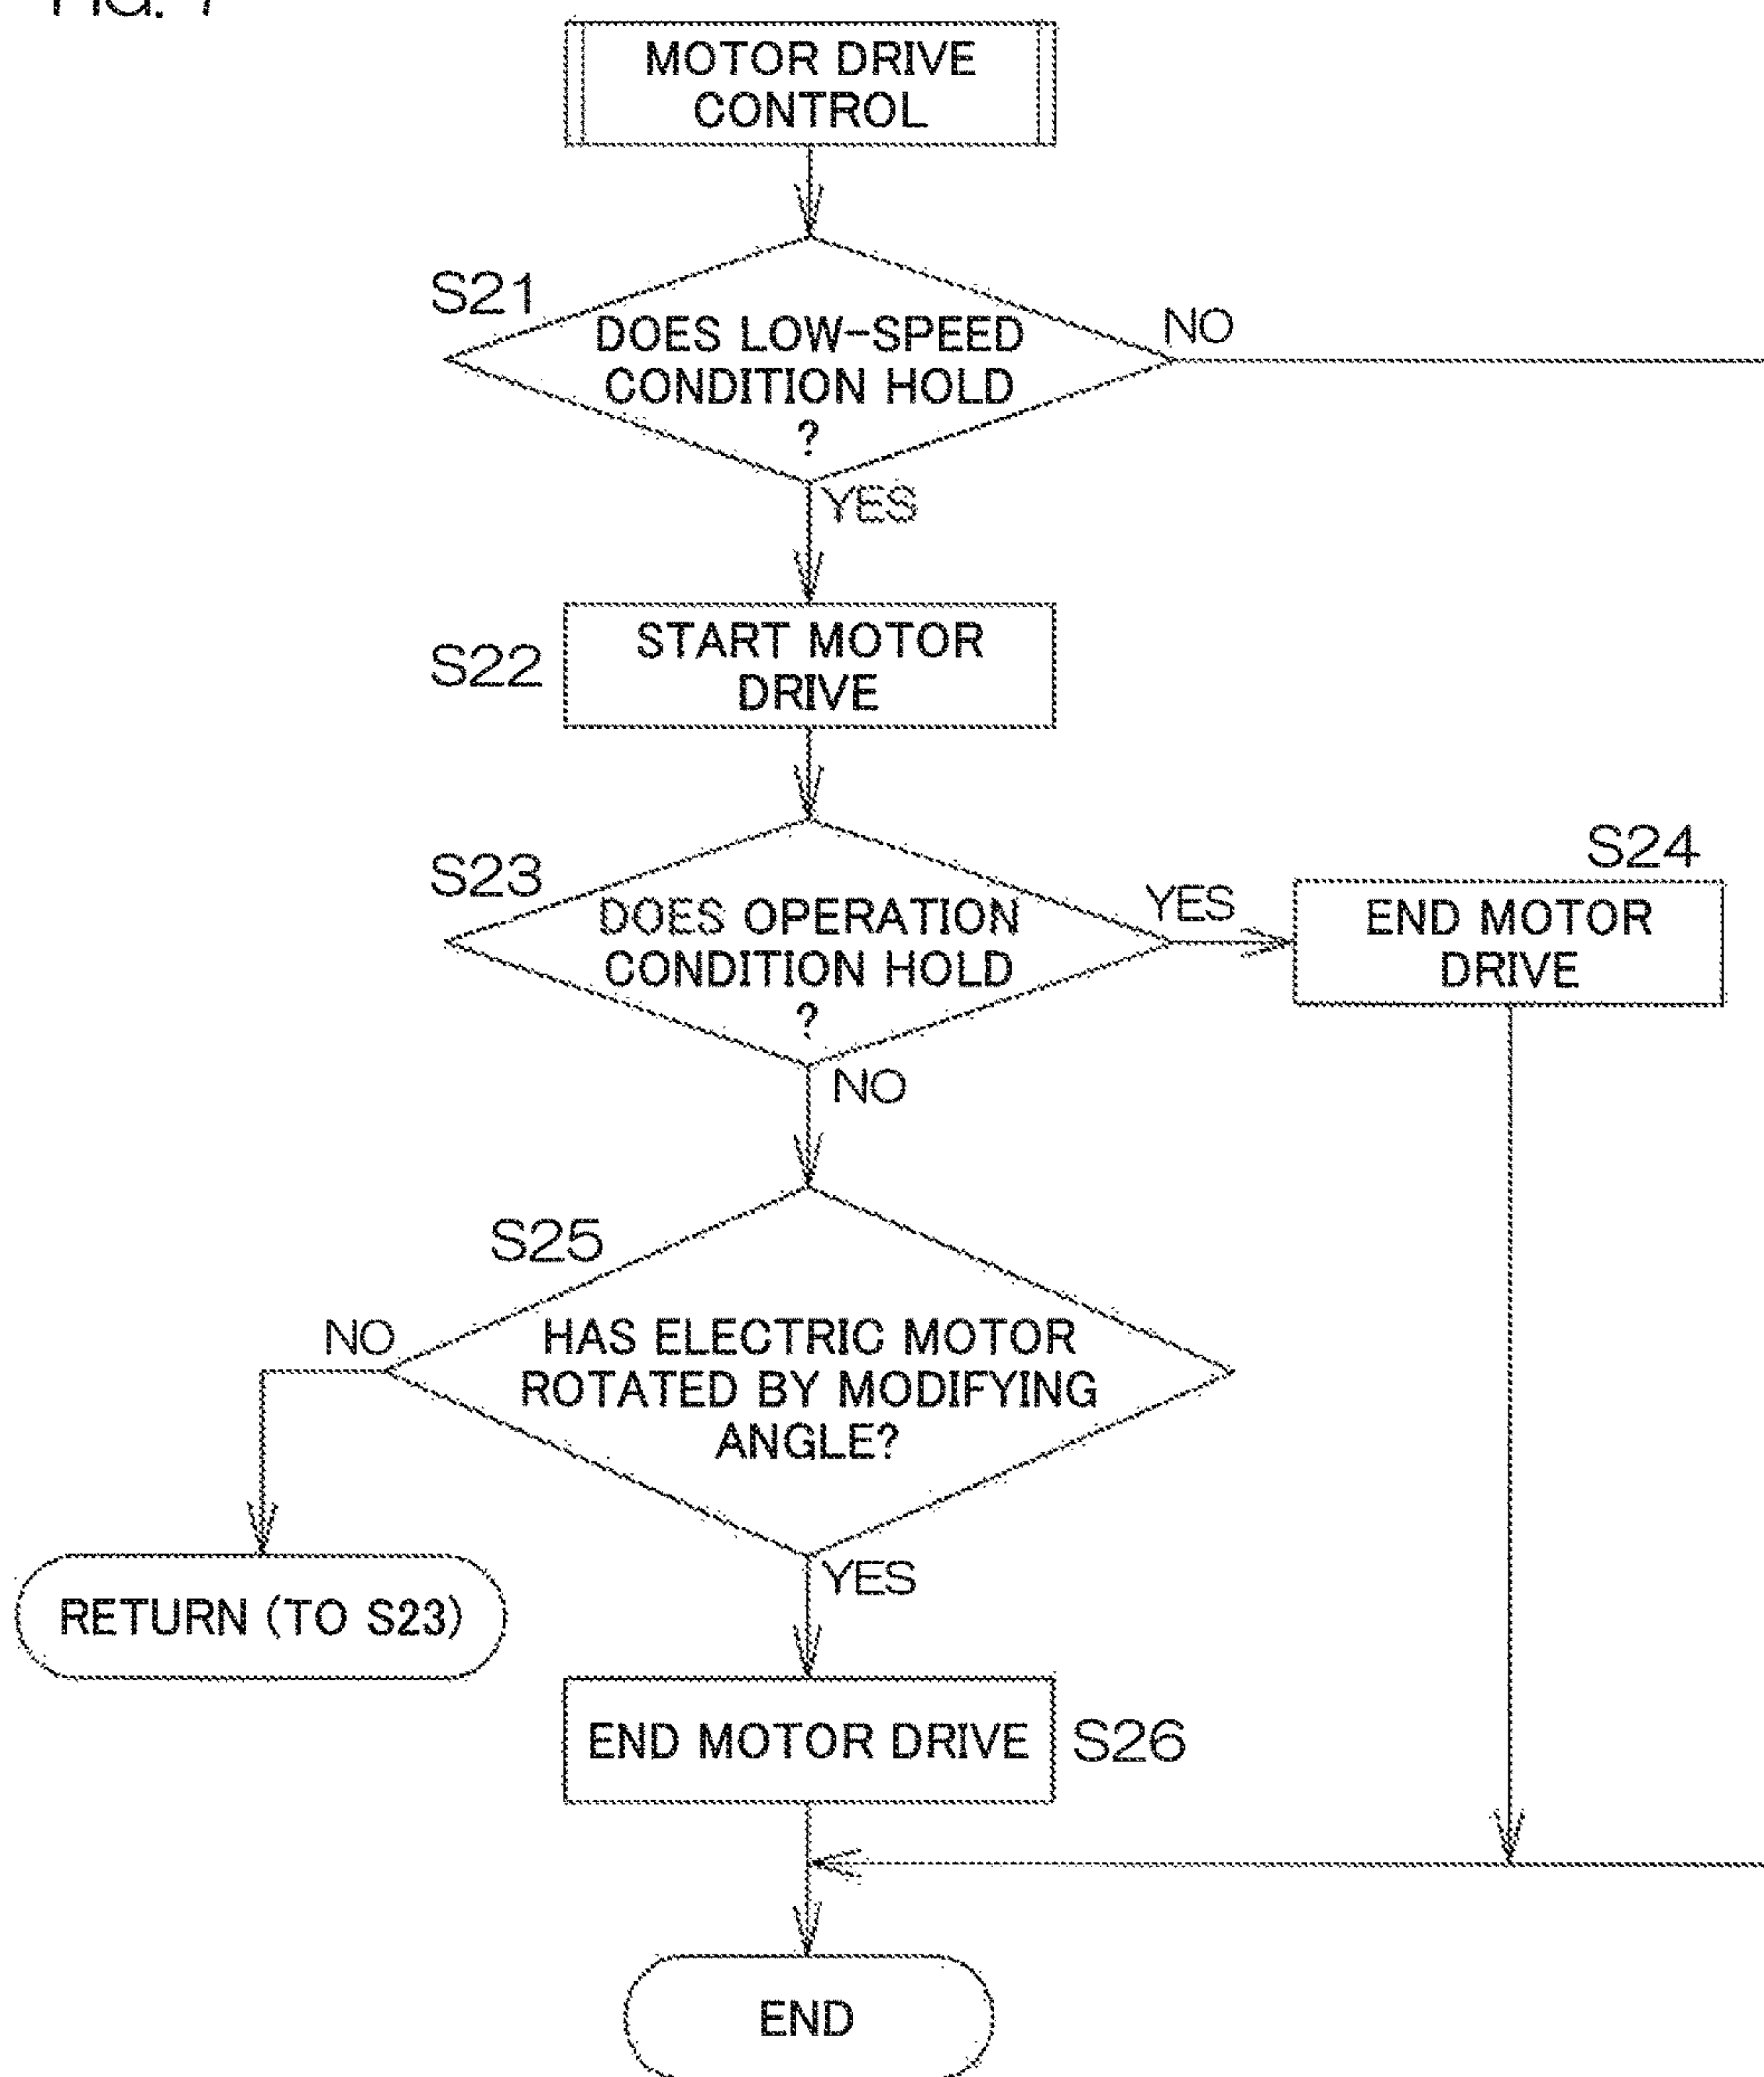 FIG. 7
MOTOR DRIVE
CONTROL
S21
DOES LOW-SPEED
CONDITION HOLD
?
NO
YES
S22
START MOTOR
DRIVE
S23
DOES OPERATION
CONDITION HOLD
?
YES
S24
END MOTOR
DRIVE
NO
S25
HAS ELECTRIC MOTOR
ROTATED BY MODIFYING
ANGLE?
NO
RETURN (TO S23)
YES
END MOTOR DRIVE
S26
END